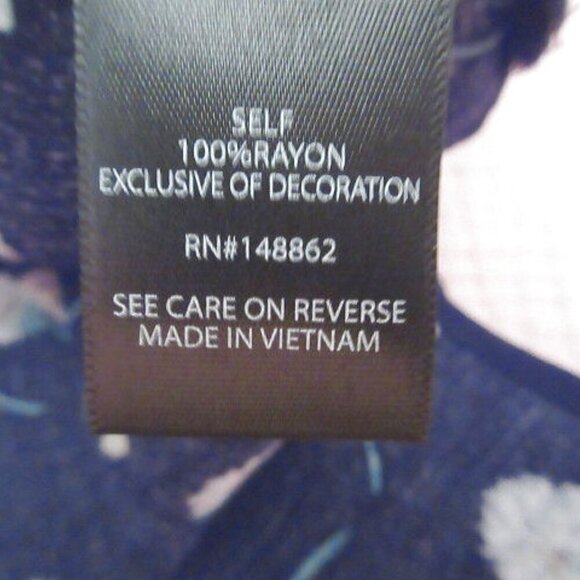 SELF
100%RAYON
EXCLUSIVE OF DECORATION
RN#148862
SEE CARE ON REVERSE
MADE IN VIETNAM